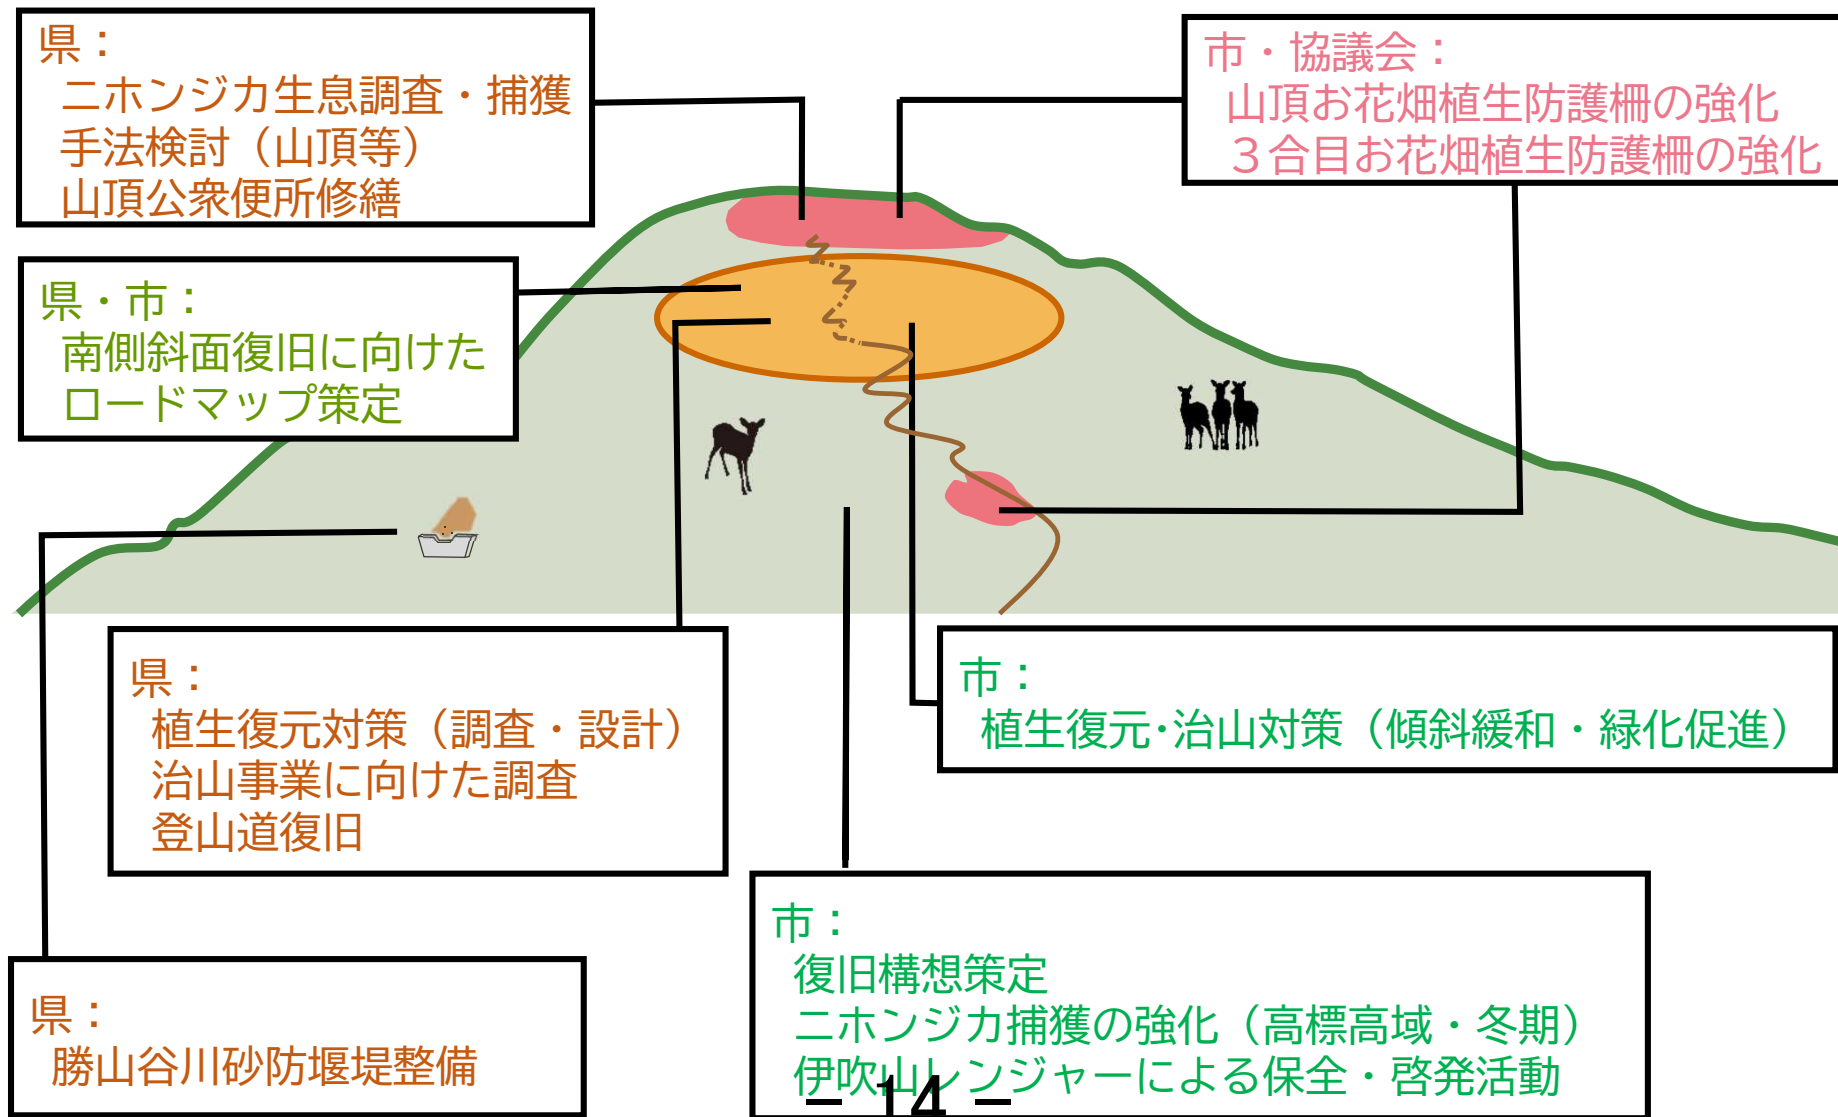 県：
ニホンジカ生息調査・捕獲
手法検討（山頂等）
山頂公衆便所修繕
市・協議会：
山頂お花畑植生防護柵の強化
３合目お花畑植生防護柵の強化
県・市：
南側斜面復旧に向けた
ロードマップ策定
県：
植生復元対策（調査・設計）
治山事業に向けた調査
登山道復旧
市：
植生復元･治山対策（傾斜緩和・緑化促進）
県：
勝山谷川砂防堰堤整備
市：
復旧構想策定
ニホンジカ捕獲の強化（高標高域・冬期）
伊吹山レンジャーによる保全・啓発活動
− 14 −